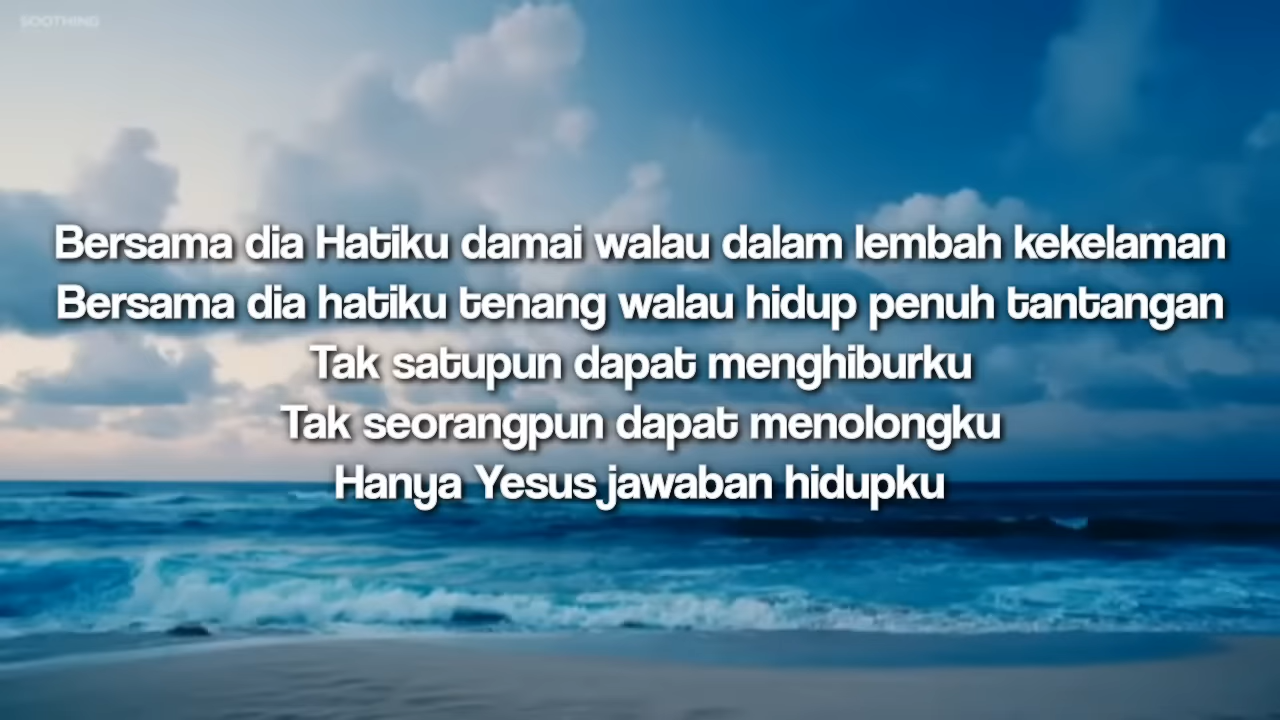 SOOTHING
Bersama dia Hatiku damai walau dalam lembah kekelaman
Bersama dia hatiku tenang walau hidup penuh tantangan
Tak satupun dapat menghiburku
Tak seorangpun dapat menolongku
Hanya Yesus jawaban hidupku